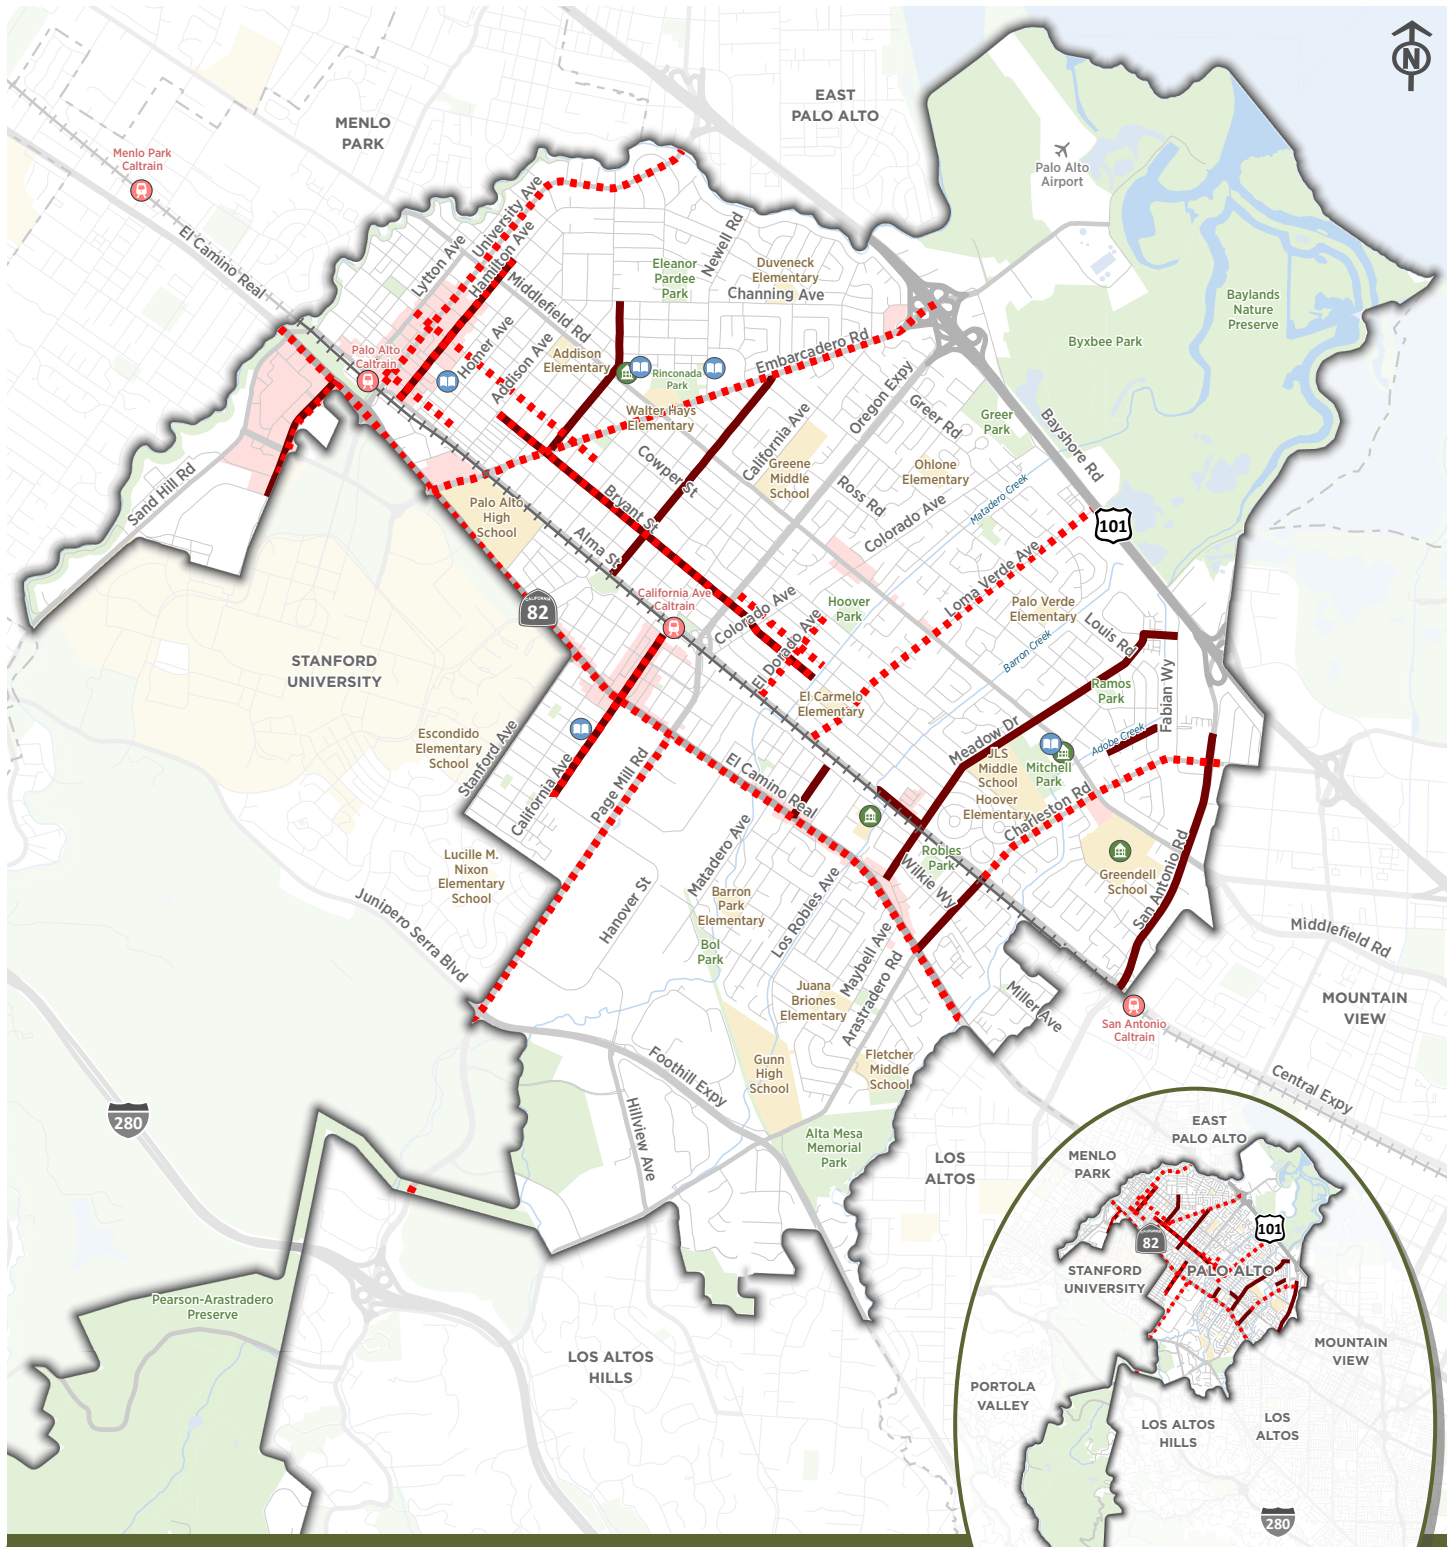 N
EAST
PALO ALTO
MENLO
PARK
Menlo Park
Caltrain
Palo Alto
Airport
El Camino Real
University Ave
Hamilton Ave
Lytton Ave
Newell Rd
Eleanor
Pardee
Park
Duveneck
Elementary
Channing Ave
Middlefield Rd
Baylands
Nature
Preserve
Byxbee Park
Palo Alto
Caltrain
Homer Ave
Addison Ave
Addison
Elementary
Rinconada
Park
Embarcadero Rd
Oregon Expy
Greer Rd
Greer
Park
Bayshore Rd
Walter Hays
Elementary
California Ave
Greene
Middle
School
Ohlone
Elementary
Cowper St
Ross Rd
Colorado Ave
Matadero Creek
Sand Hill Rd
Palo Alto
High
School
Bryant St
Alma St
101
CALIFORNIA
82
California Ave
Caltrain
Colorado Ave
Hoover
Park
El Dorado Ave
Loma Verde Ave
Palo Verde
Elementary
Louis Rd
Barron Creek
STANFORD
UNIVERSITY
El Carmelo
Elementary
Ramos
Park
Fabian Wy
Escondido
Elementary
School
Stanford Ave
California Ave
Page Mill Rd
El Camino Real
Meadow Dr
Adobe Creek
JLS
Middle
School
Mitchell
Park
Hoover
Elementary
Charleston Rd
Matadero Ave
Robles
Park
Wilkie Wy
Greendell
School
San Antonio Rd
Lucille M.
Nixon
Elementary
School
Junipero Serra Blvd
Hanover St
Barron
Park
Elementary
Los Robles Ave
Bol
Park
Maybell Ave
Arastradero Rd
Middlefield Rd
Juana
Briones
Elementary
Miller Ave
MOUNTAIN
VIEW
San Antonio
Caltrain
Foothill Expy
Gunn
High
School
Fletcher
Middle
School
Central Expy
Hillview Ave
280
Alta Mesa
Memorial
Park
LOS
ALTOS
Pearson-Arastradero
Preserve
LOS ALTOS
HILLS
EAST
PALO ALTO
MENLO
PARK
101
82
STANFORD
UNIVERSITY
PALO ALTO
MOUNTAIN
VIEW
PORTOLA
VALLEY
LOS ALTOS
HILLS
LOS
ALTOS
280